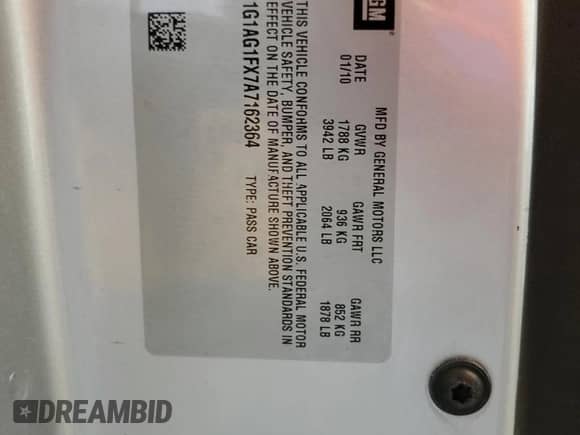 GM®
MFD BY GENERAL MOTORS LLC
DATE GVWR GAWR FRT GAWR RR
01/10 1788 KG 936 KG 852 KG
3942 LB 2064 LB 1878 LB
THIS VEHICLE CONFORMS TO ALL APPLICABLE U.S. FEDERAL MOTOR
VEHICLE SAFETY, BUMPER, AND THEFT PREVENTION STANDARDS IN
EFFECT ON THE DATE OF MANUFACTURE SHOWN ABOVE.
1G1AG1FX7A7162364 TYPE: PASS CAR
DREAMBID